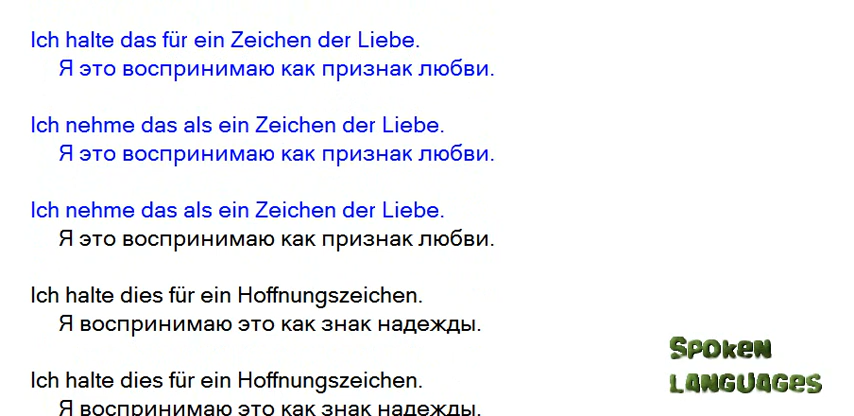 Ich halte das für ein Zeichen der Liebe.
Я это воспринимаю как признак любви.
Ich nehme das als ein Zeichen der Liebe.
Я это воспринимаю как признак любви.
Ich nehme das als ein Zeichen der Liebe.
Я это воспринимаю как признак любви.
Ich halte dies für ein Hoffnungszeichen.
Я воспринимаю это как знак надежды.
Ich halte dies für ein Hoffnungszeichen.
Я воспринимаю это как знак надежды.
Spoken
Languages